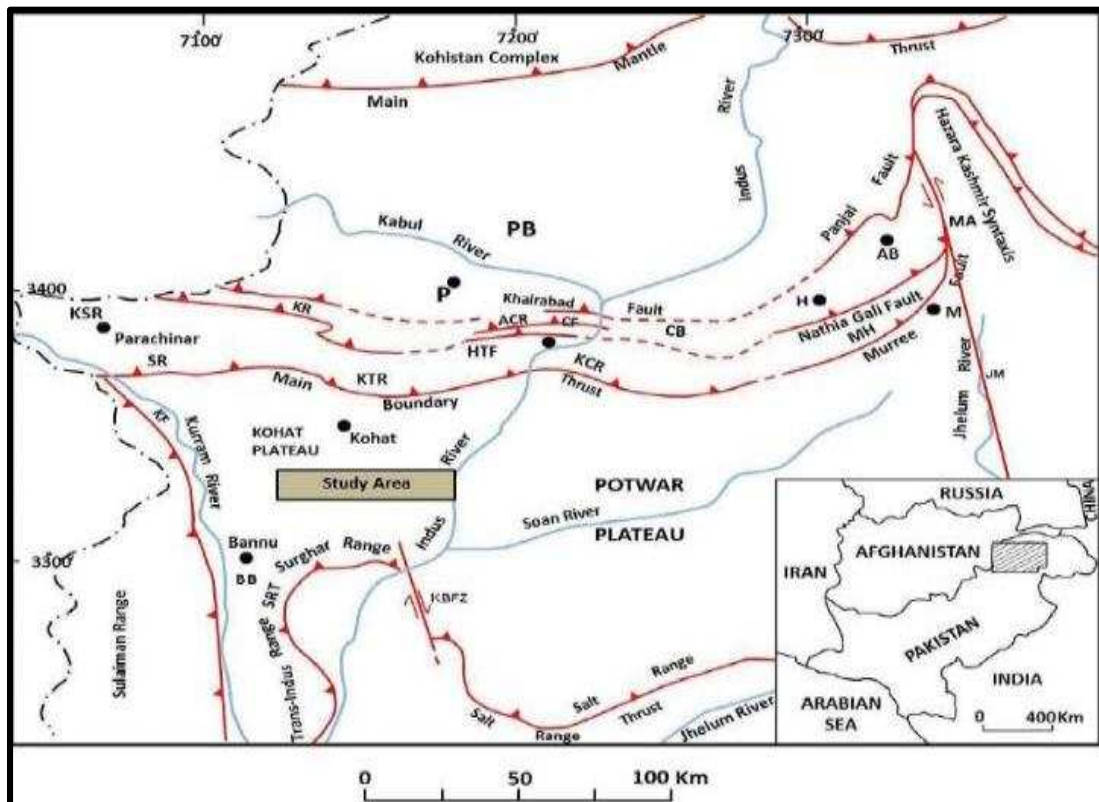 7100
7200
7300
Kohistan Complex
Main
Mantle
Thrust
River
Indus
Kabul
River
PB
Panjal
Fault
Hazara Kashmir Syntaxis
MA
AB
3400
KSR
Parachinar
KR
P
Khairabad
Fault
ACR
CF
CB
HTF
H
Nathia Gali Fault
Fault
M
MH
Murree
SR
Main
KTR
Boundary
KCR
Thrust
Jhelum River
JM
KF
Kurram River
KOHAT
PLATEAU
Kohat
River
Study Area
POTWAR
PLATEAU
Soan River
Indus
Bannu
BB
3300
Surghar Range
SRT
Trans-Indus Range
KBFZ
Sulaiman Range
Salt
Range
Salt
Thrust
Range
Jhelum River
RUSSIA
CHINA
AFGHANISTAN
IRAN
PAKISTAN
INDIA
ARABIAN
SEA
0 400Km
0 50 100 Km